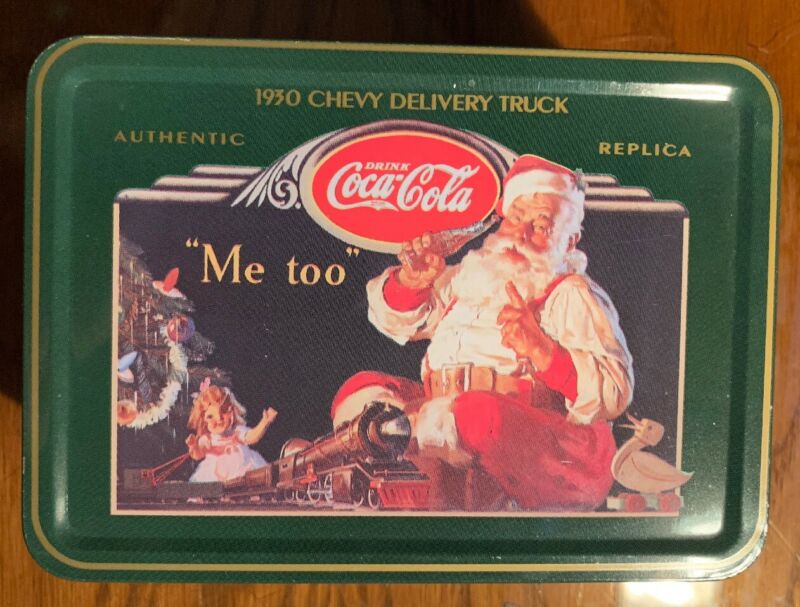 1930 CHEVY DELIVERY TRUCK
AUTHENTIC
REPLICA
DRINK
Coca-Cola
"Me too"